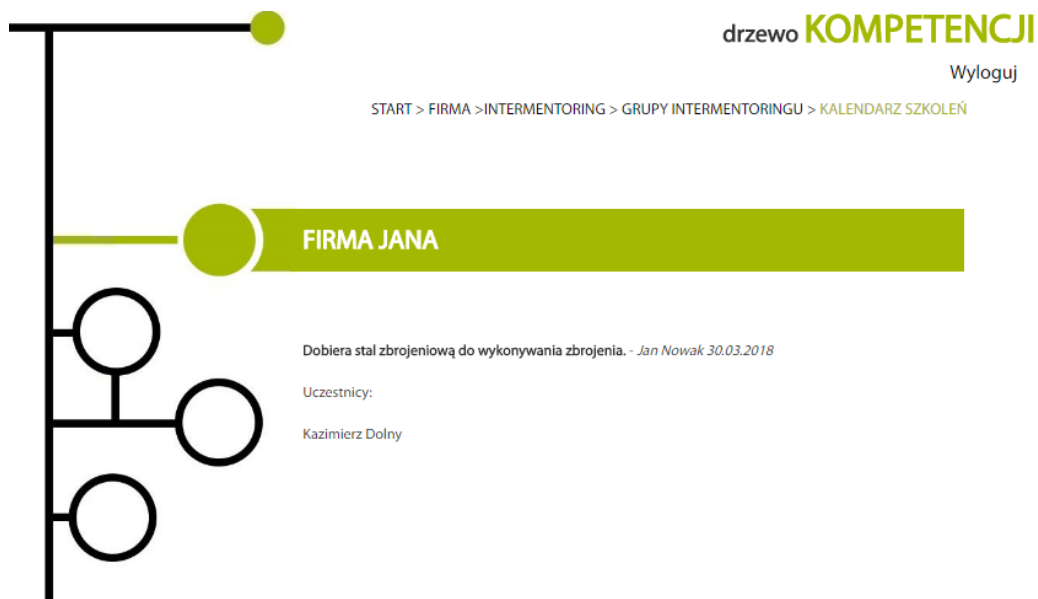 drzewo KOMPETENCJI
Wyloguj
START > FIRMA >INTERMENTORING > GRUPY INTERMENTORINGU > KALENDARZ SZKOLEŃ
FIRMA JANA
Dobiera stal zbrojeniową do wykonywania zbrojenia. - Jan Nowak 30.03.2018
Uczestnicy:
Kazimierz Dolny